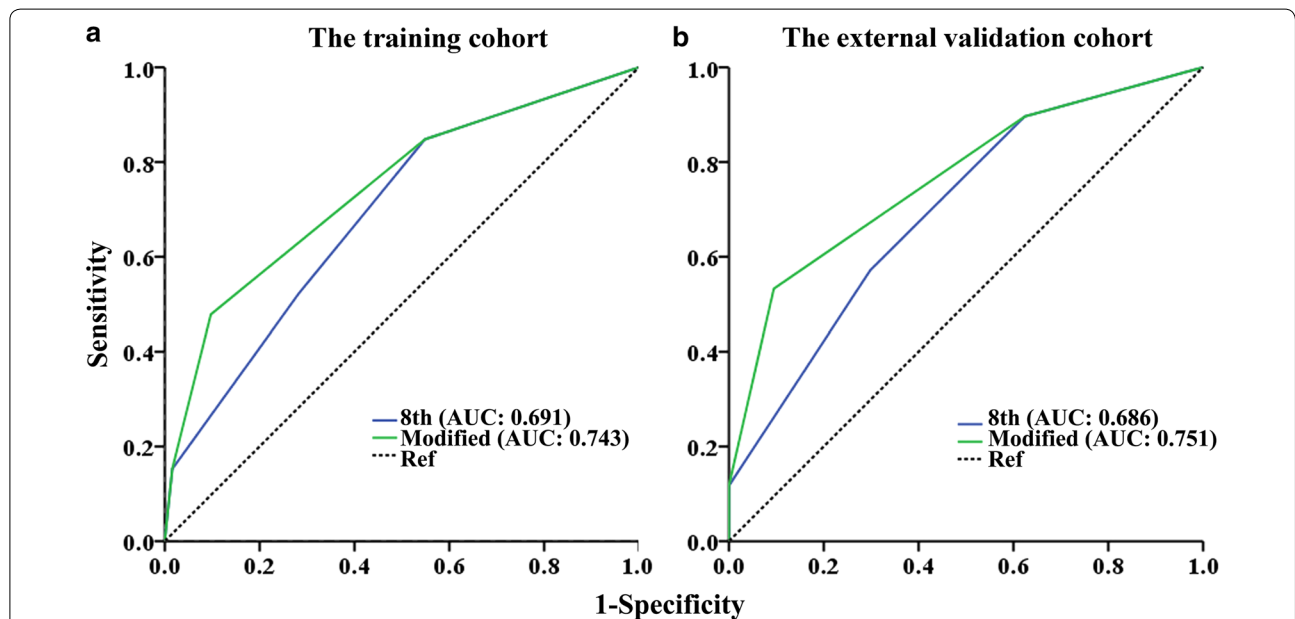 a
The training cohort
1.0
0.8
0.6
0.4
0.2
0.0
Sensitivity
8th (AUC: 0.691)
Modified (AUC: 0.743)
Ref
0.0 0.2 0.4 0.6 0.8 1.0
b
The external validation cohort
1.0
0.8
0.6
0.4
0.2
0.0
8th (AUC: 0.686)
Modified (AUC: 0.751)
Ref
0.0 0.2 0.4 0.6 0.8 1.0
1-Specificity